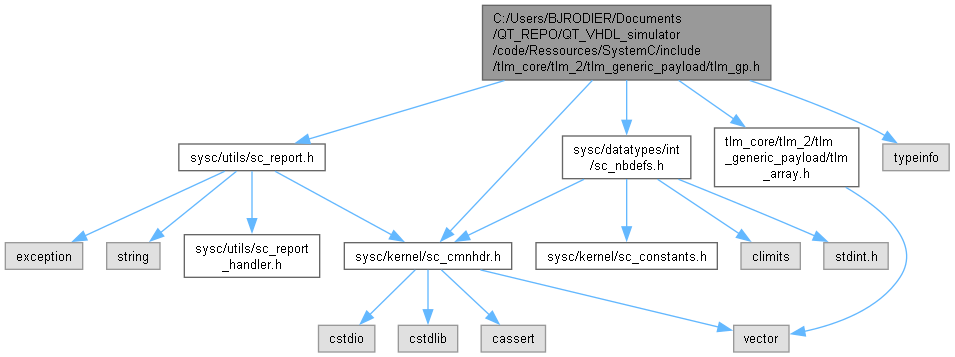 C:/Users/BJRODIER/Documents
/QT_REPO/QT_VHDL_simulator
/code/Ressources/SystemC/include
/tlm_core/tlm_2/tlm_generic_payload/tlm_gp.h
sysc/utils/sc_report.h
sysc/datatypes/int
/sc_nbdefs.h
tlm_core/tlm_2/tlm
_generic_payload/tlm
_array.h
typeinfo
exception
string
sysc/utils/sc_report
_handler.h
sysc/kernel/sc_cmnhdr.h
sysc/kernel/sc_constants.h
climits
stdint.h
cstdio
cstdlib
cassert
vector